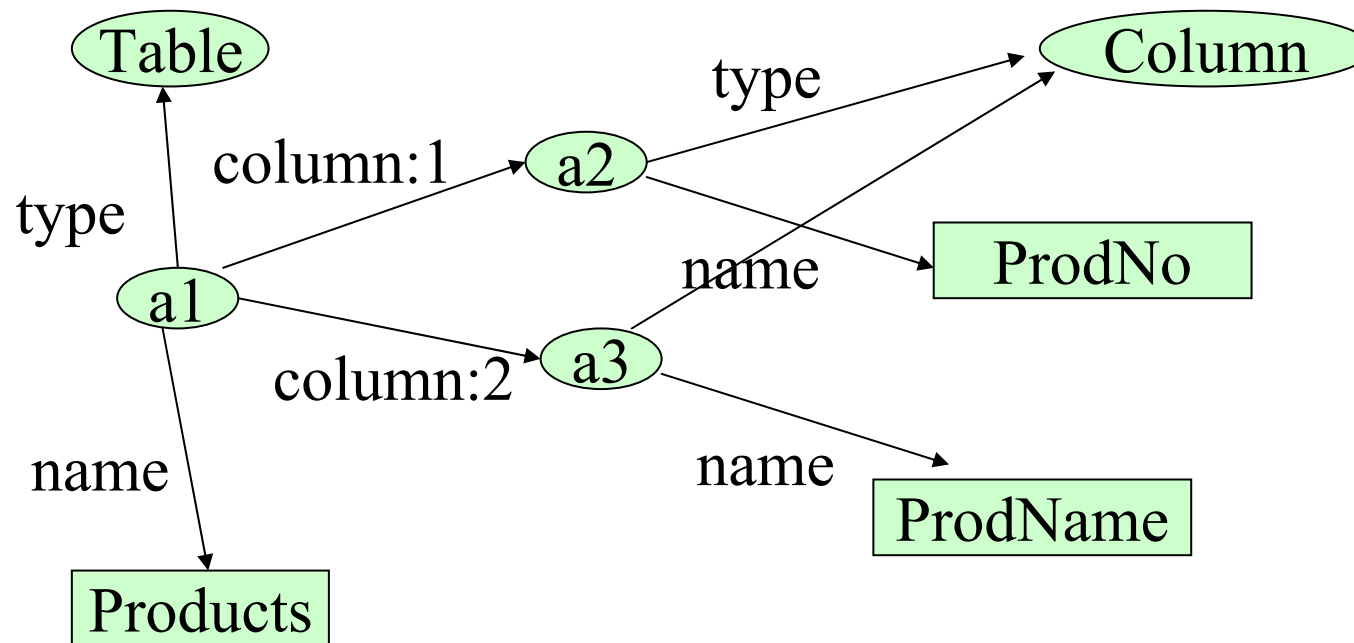 Table
Column
type
column:1
a2
type
a1
name
ProdNo
column:2
a3
name
name
ProdName
Products